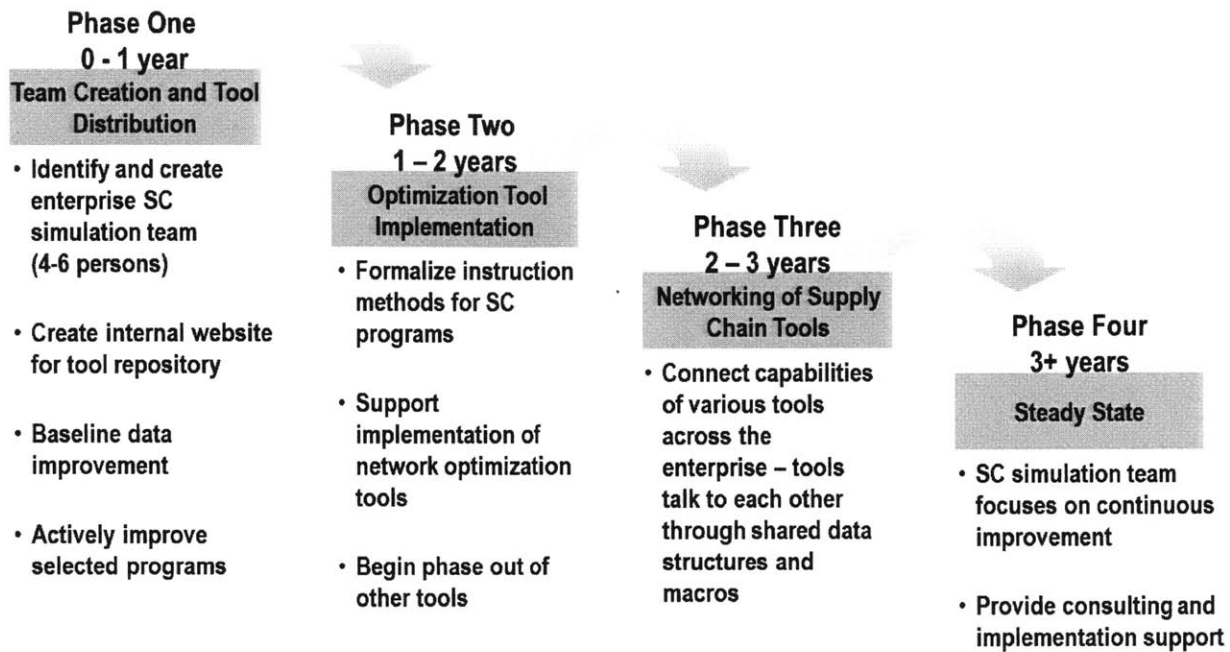 Phase One
0 - 1 year
Team Creation and Tool
Distribution
• Identify and create
enterprise SC
simulation team
(4-6 persons)
• Create internal website
for tool repository
• Baseline data
improvement
• Actively improve
selected programs
Phase Two
1 – 2 years
Optimization Tool
Implementation
• Formalize instruction
methods for SC
programs
• Support
implementation of
network optimization
tools
• Begin phase out of
other tools
Phase Three
2 – 3 years
Networking of Supply
Chain Tools
• Connect capabilities
of various tools
across the
enterprise – tools
talk to each other
through shared data
structures and
macros
Phase Four
3+ years
Steady State
• SC simulation team
focuses on continuous
improvement
• Provide consulting and
implementation support